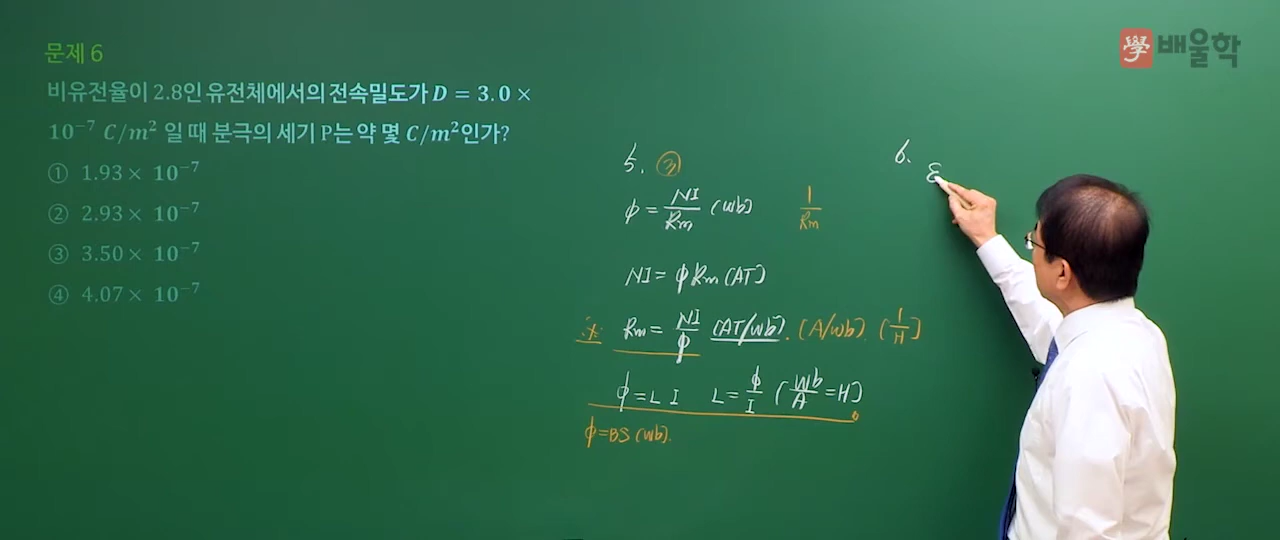 學 배울학
문제 6
비유전율이 2.8인 유전체에서의 전속밀도가 D = 3.0 ×
10⁻⁷ C/m² 일 때 분극의 세기 P는 약 몇 C/m²인가?
① 1.93 × 10⁻⁷
② 2.93 × 10⁻⁷
③ 3.50 × 10⁻⁷
④ 4.07 × 10⁻⁷
5. ③
φ = NI/Rm (Wb) 1/Rm
NI = φ Rm (AT)
※ Rm = NI/φ (AT/Wb). (A/Wb). (1/H)
φ = L I L = φ/I (Wb/A = H)
φ = BS (Wb).
6. ε